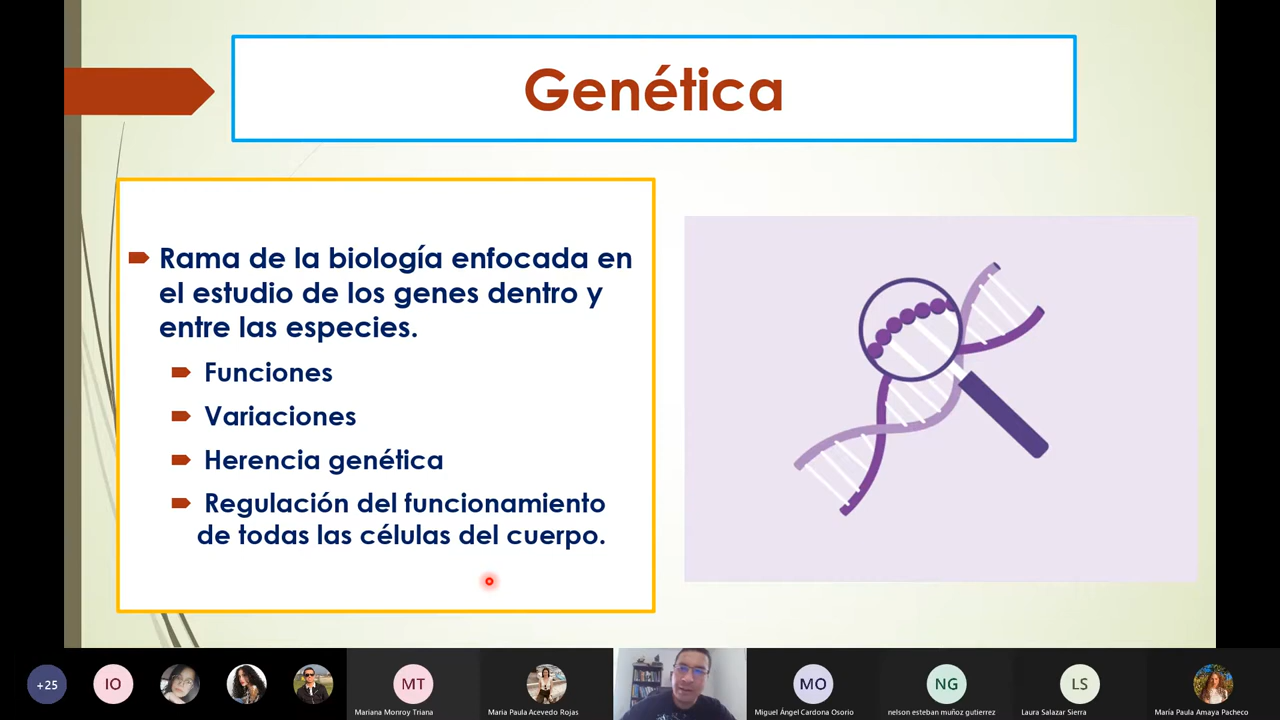 Genética
Rama de la biología enfocada en
el estudio de los genes dentro y
entre las especies.
Funciones
Variaciones
Herencia genética
Regulación del funcionamiento
de todas las células del cuerpo.
+25
IO
MT
MO
NG
LS
Mariana Monroy Triana
Maria Paula Acevedo Rojas
Miguel Ángel Cardona Osorio
nelson esteban muñoz gutierrez
Laura Salazar Sierra
María Paula Amaya Pacheco